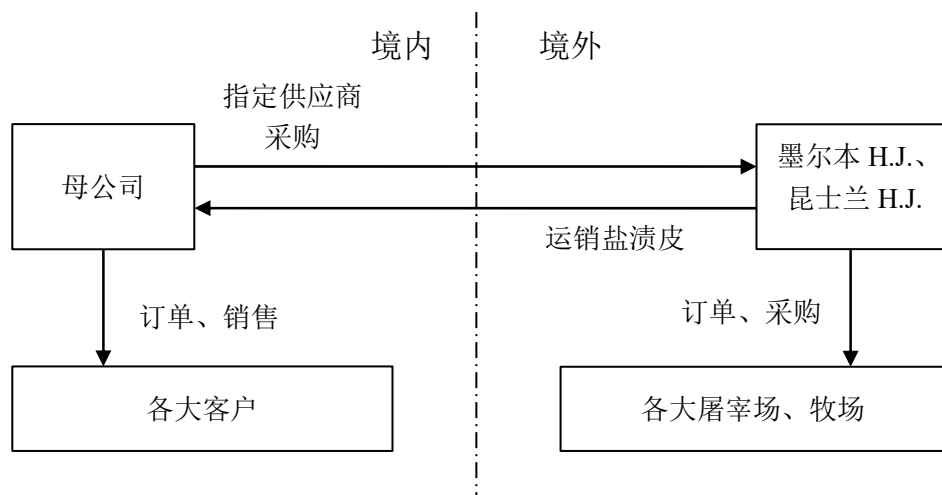 境内
境外
指定供应商
采购
母公司
墨尔本 H.J.、
昆士兰 H.J.
运销盐渍皮
订单、销售
订单、采购
各大客户
各大屠宰场、牧场